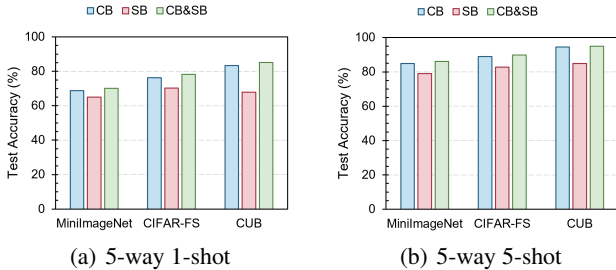 CB SB CB&SB
Test Accuracy (%)
100
80
60
40
20
0
MiniImageNet CIFAR-FS CUB
(a) 5-way 1-shot
CB SB CB&SB
Test Accuracy (%)
100
80
60
40
20
0
MiniImageNet CIFAR-FS CUB
(b) 5-way 5-shot